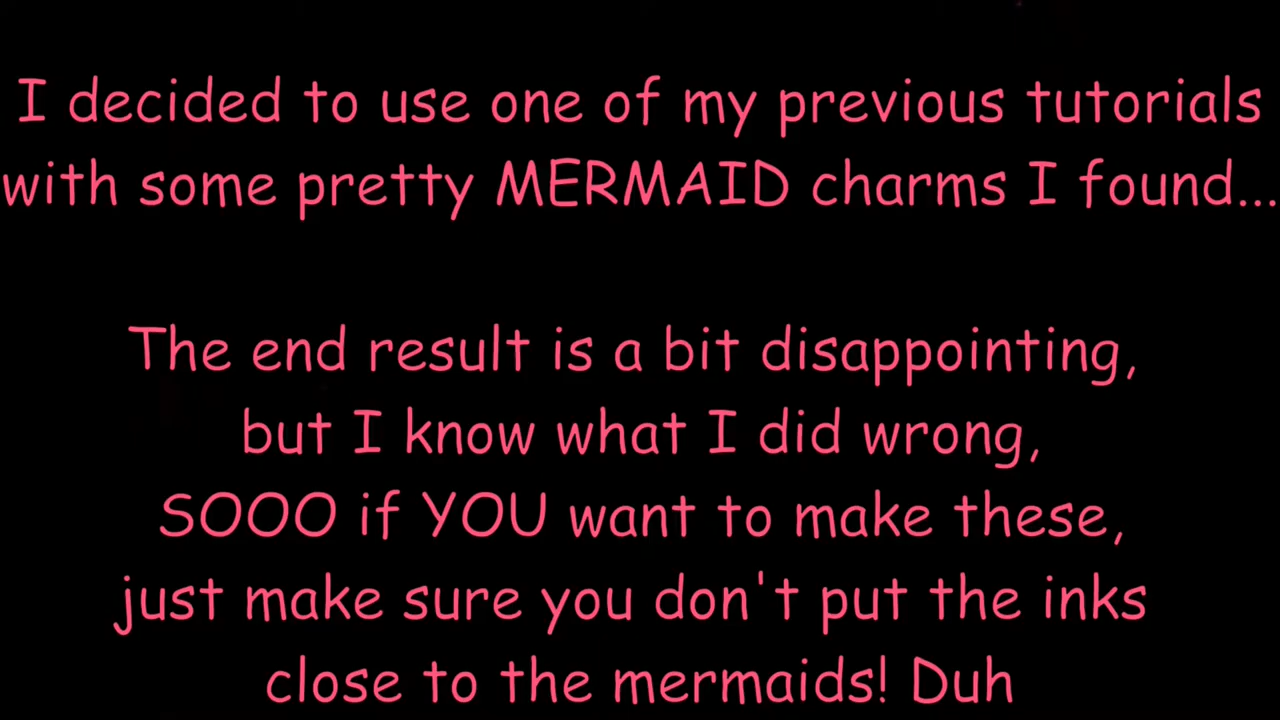 I decided to use one of my previous tutorials
with some pretty MERMAID charms I found...
The end result is a bit disappointing,
but I know what I did wrong,
SOOO if YOU want to make these,
just make sure you don't put the inks
close to the mermaids! Duh